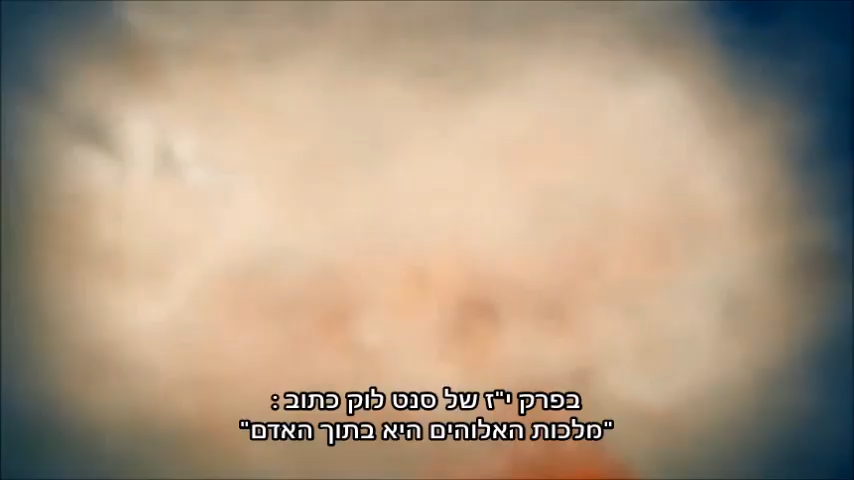 בפרק י"ז של סנט לוק כתוב :
"מלכות האלוהים היא בתוך האדם"